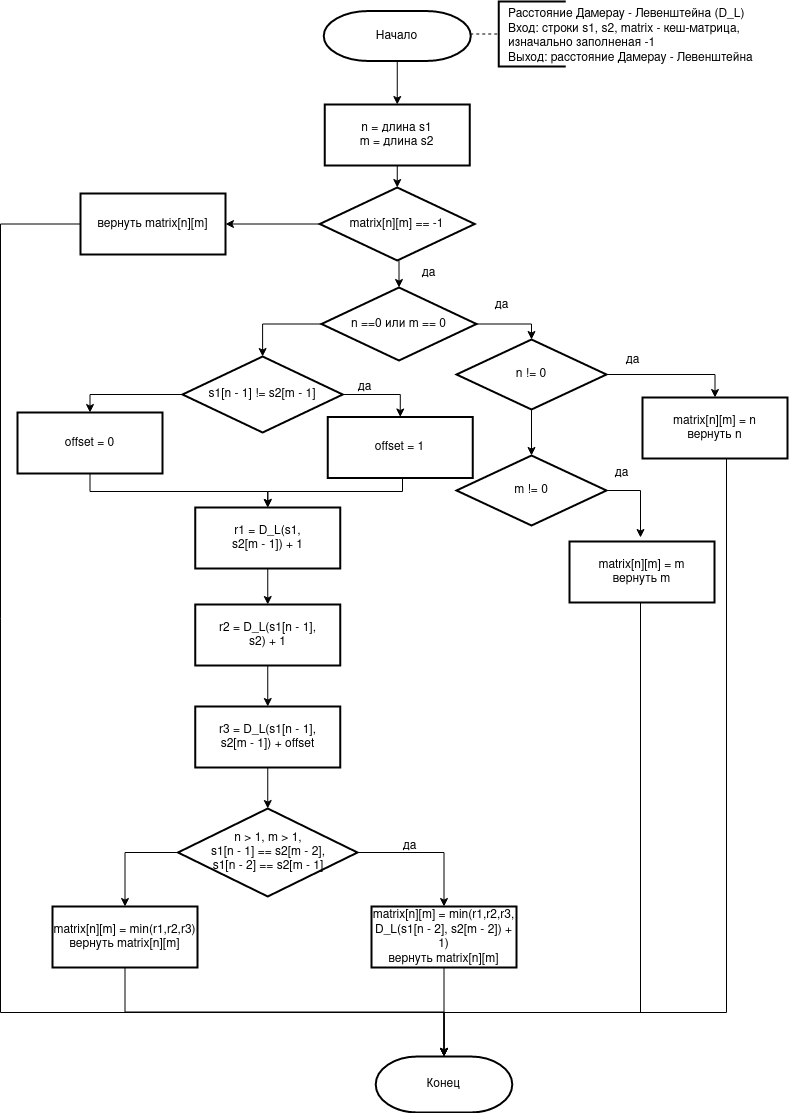 Начало
Расстояние Дамерау - Левенштейна (D_L)
Вход: строки s1, s2, matrix - кеш-матрица,
изначально заполненая -1
Выход: расстояние Дамерау - Левенштейна
n = длина s1
m = длина s2
вернуть matrix[n][m]
matrix[n][m] == -1
да
n ==0 или m == 0
да
n != 0
да
s1[n - 1] != s2[m - 1]
да
offset = 0
offset = 1
matrix[n][m] = n
вернуть n
m != 0
да
r1 = D_L(s1,
s2[m - 1]) + 1
matrix[n][m] = m
вернуть m
r2 = D_L(s1[n - 1],
s2) + 1
r3 = D_L(s1[n - 1],
s2[m - 1]) + offset
n > 1, m > 1,
s1[n - 1] == s2[m - 2],
s1[n - 2] == s2[m - 1]
да
matrix[n][m] = min(r1,r2,r3)
вернуть matrix[n][m]
matrix[n][m] = min(r1,r2,r3,
D_L(s1[n - 2], s2[m - 2]) +
1)
вернуть matrix[n][m]
Конец